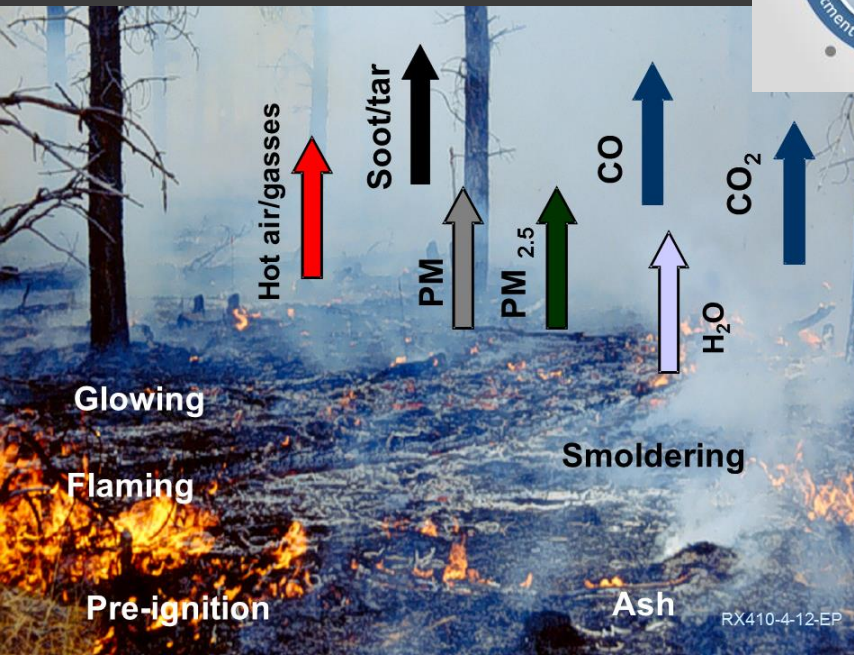 tment
Soot/tar
Hot air/gasses
CO
CO₂
PM
PM 2.5
H₂O
Glowing
Smoldering
Flaming
Pre-ignition
Ash
RX410-4-12-EP